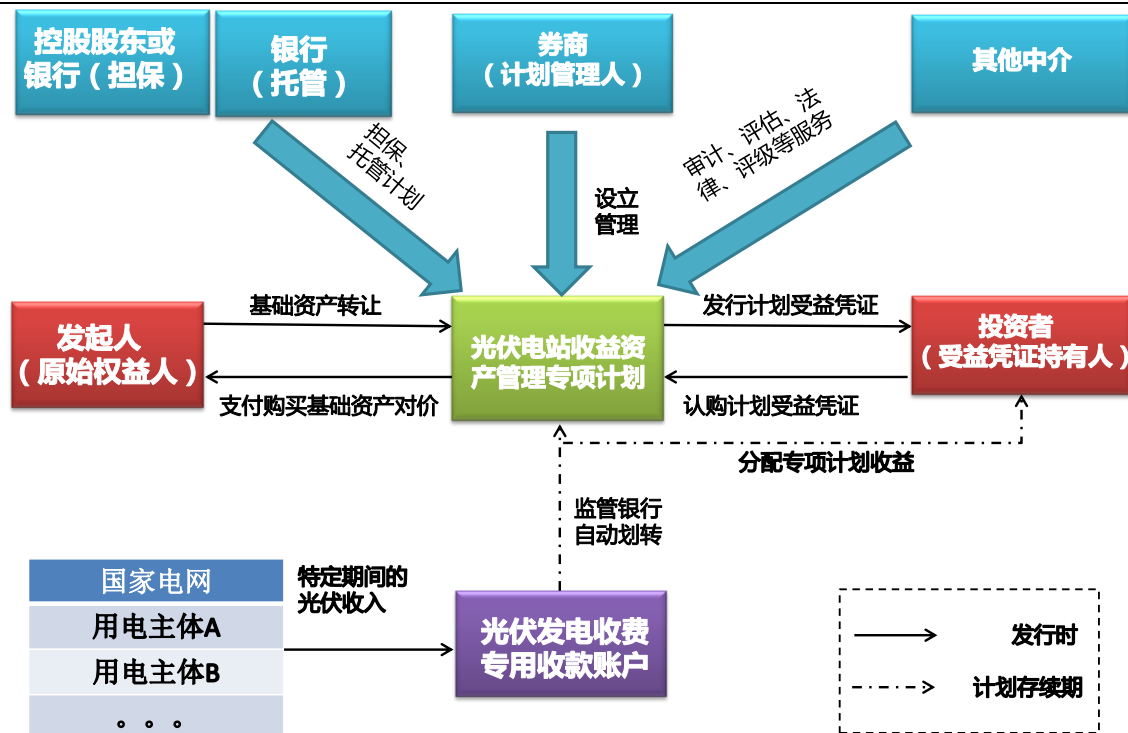 控股股东或
银行（担保）
银行
（托管）
券商
（计划管理人）
其他中介
担保、
托管计划
设立
管理
审计、评估、法
律、评级等服务
发起人
（原始权益人）
基础资产转让
支付购买基础资产对价
光伏电站收益资
产管理专项计划
发行计划受益凭证
认购计划受益凭证
投资者
（受益凭证持有人）
分配专项计划收益
监管银行
自动划转
国家电网
用电主体A
用电主体B
。。。
特定期间的
光伏收入
光伏发电收费
专用收款账户
发行时
计划存续期